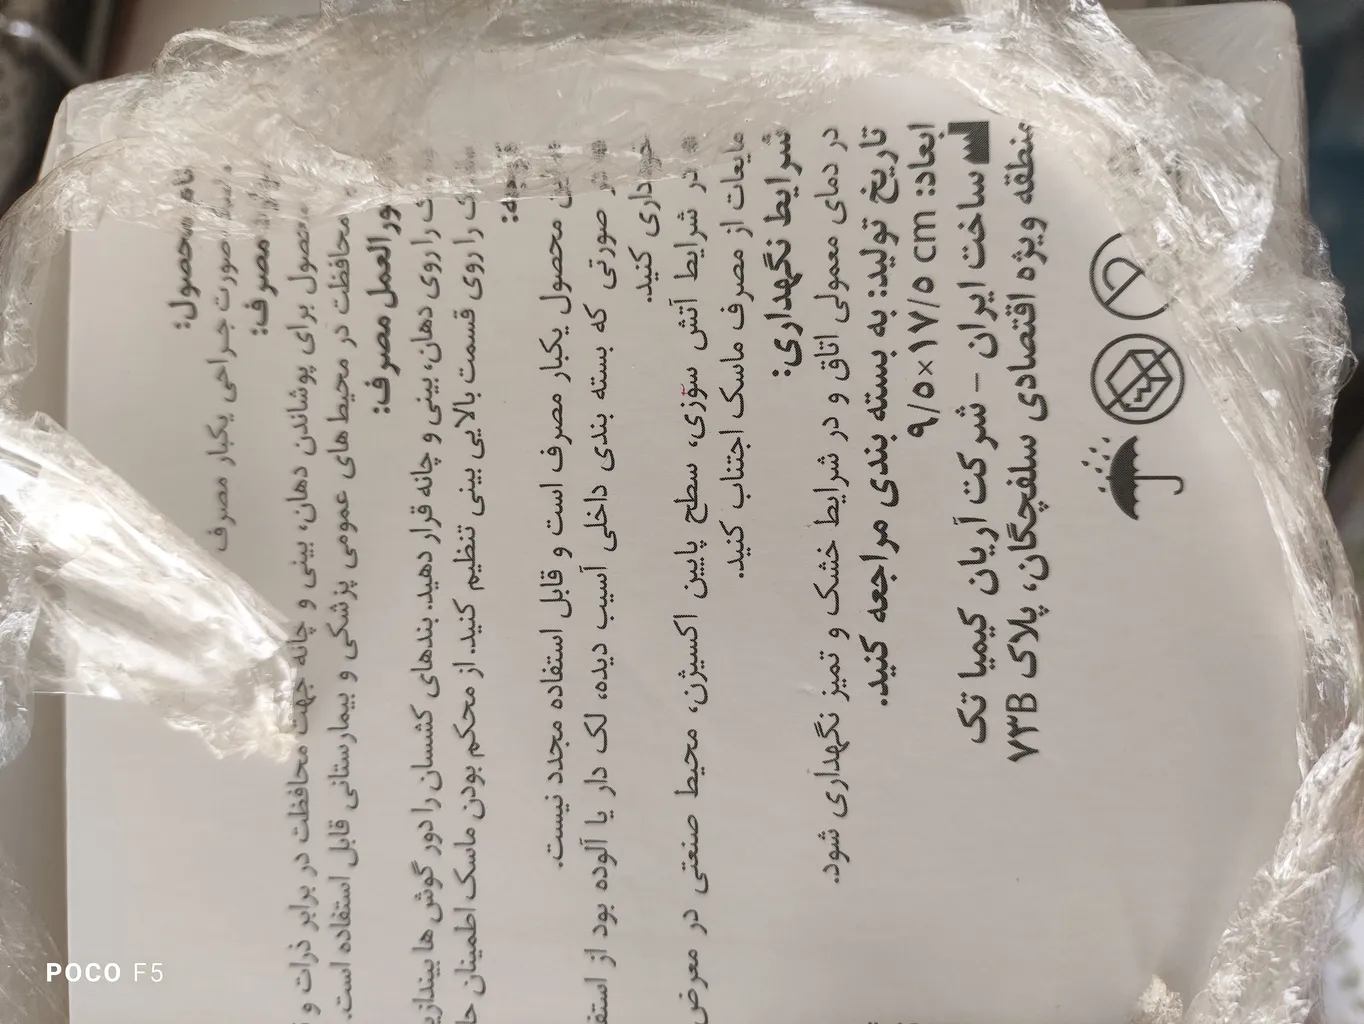 نام محصول:
ماسک صورت جراحی یکبار مصرف
موارد مصرف:
محصول برای پوشاندن دهان، بینی و چانه جهت محافظت در برابر ذرات و
محافظت در محیط های عمومی پزشکی و بیمارستانی قابل استفاده است.
دستورالعمل مصرف:
را روی دهان، بینی و چانه قرار دهید. بندهای کشسان را دور گوش ها بیندازید
را روی قسمت بالایی بینی تنظیم کنید. از محکم بودن ماسک اطمینان
محصول یکبار مصرف است و قابل استفاده مجدد نیست.
در صورتی که بسته بندی داخلی آسیب دیده، لک دار یا آلوده بود از
خودداری کنید.
در شرایط آتش سوزی، سطح پایین اکسیژن، محیط صنعتی در معرض
مایعات از مصرف ماسک اجتناب کنید.
شرایط نگهداری:
در دمای معمولی اتاق و در شرایط خشک و تمیز نگهداری شود.
تاریخ تولید: به بسته بندی مراجعه کنید.
ابعاد: ۹/۵×۱۷/۵ cm
ساخت ایران - شرکت آریان کیمیا تک
منطقه ویژه اقتصادی سلفچگان، پلاک ۷۳B
POCO F5